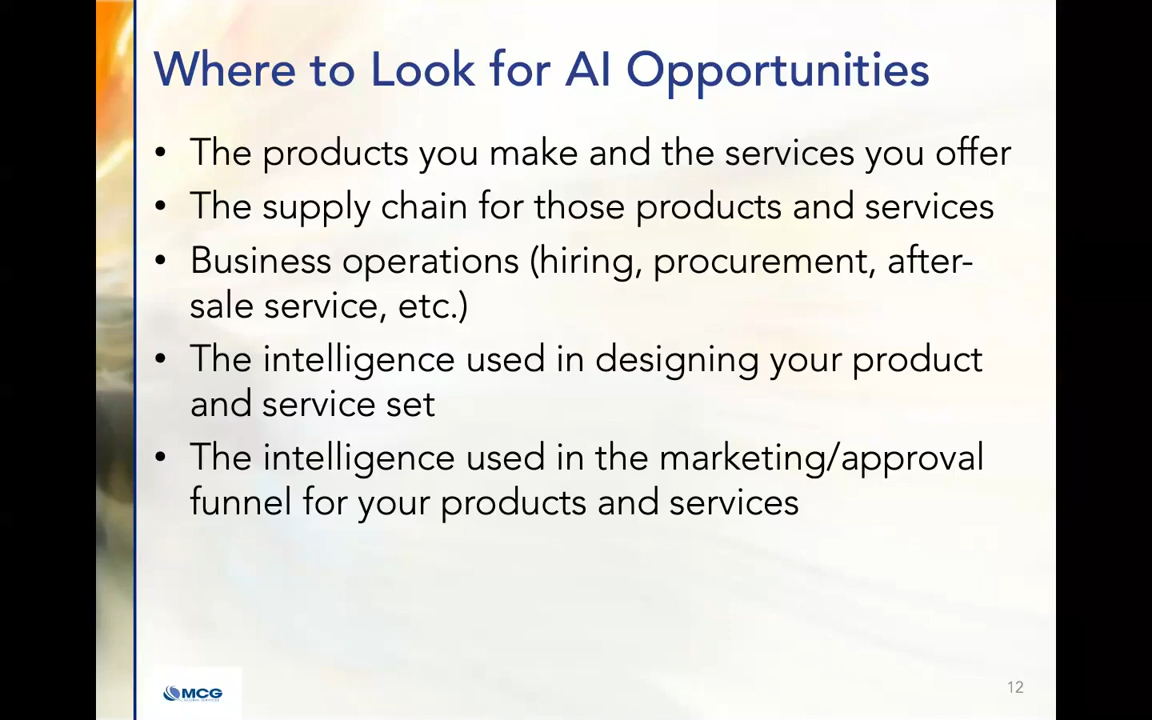 Where to Look for AI Opportunities
• The products you make and the services you offer
• The supply chain for those products and services
• Business operations (hiring, procurement, after-
sale service, etc.)
• The intelligence used in designing your product
and service set
• The intelligence used in the marketing/approval
funnel for your products and services
MCG
12